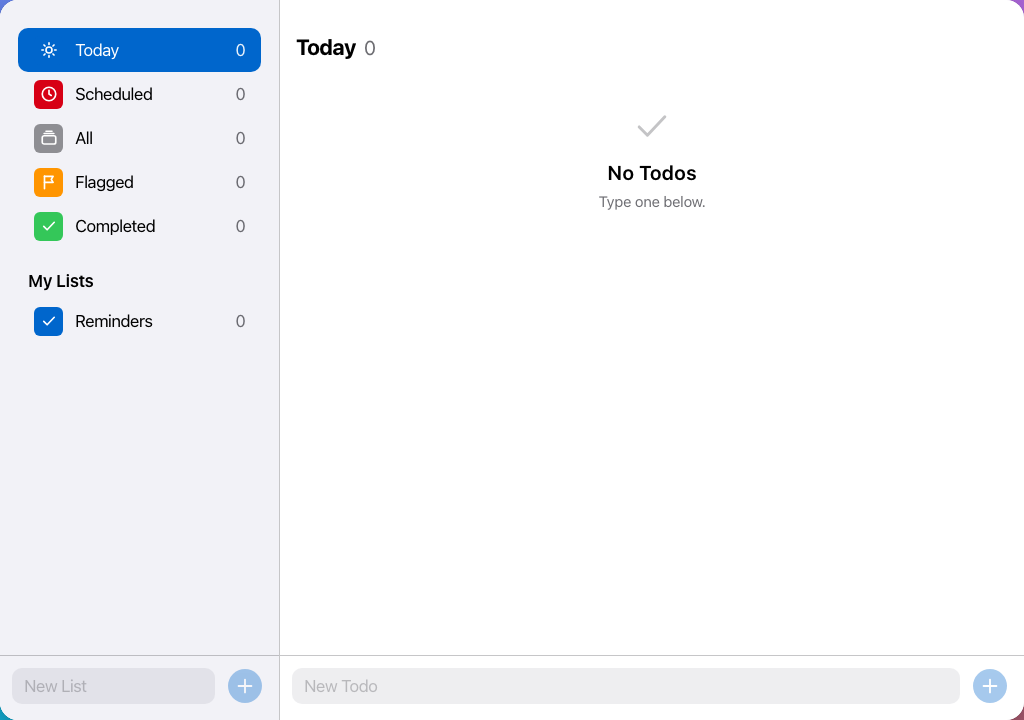 Today 0
Scheduled 0
All 0
Flagged 0
Completed 0
My Lists
Reminders 0
New List
Today 0
No Todos
Type one below.
New Todo